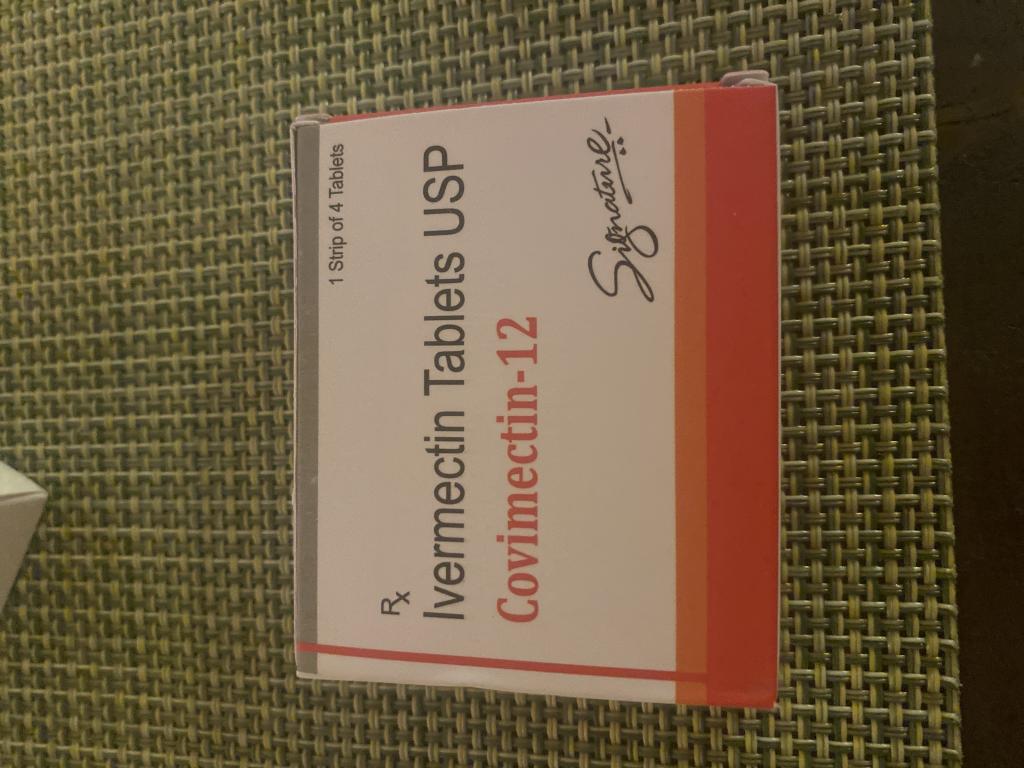 1 Strip of 4 Tablets
Rx
Ivermectin Tablets USP
Covimectin-12
Signature